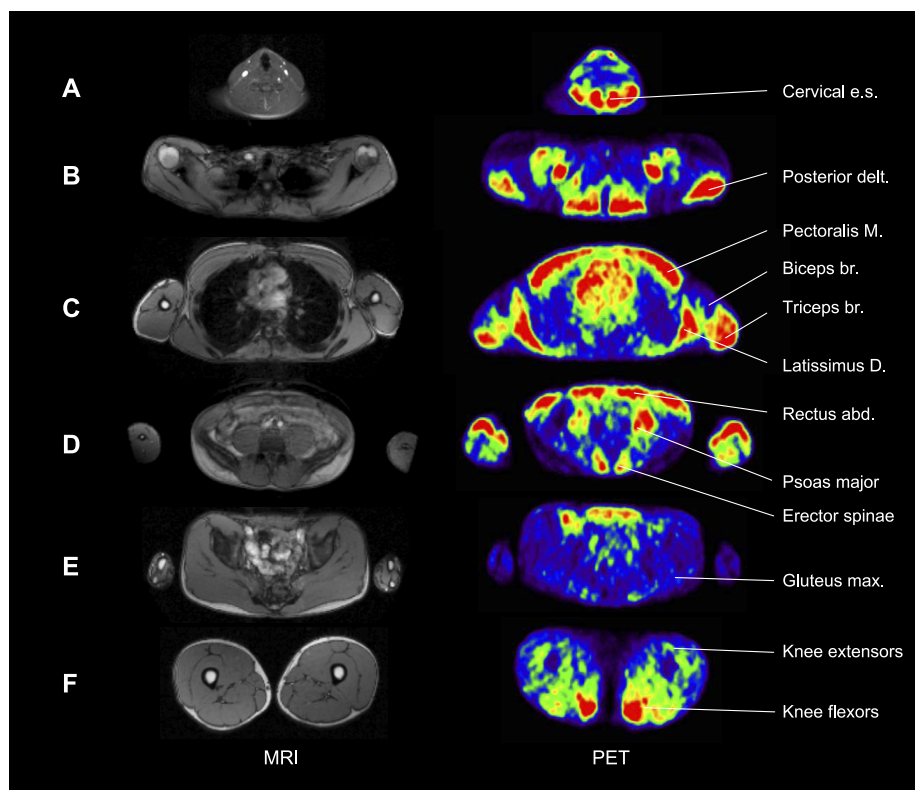 A
Cervical e.s.
B
Posterior delt.
Pectoralis M.
Biceps br.
C
Triceps br.
Latissimus D.
Rectus abd.
D
Psoas major
Erector spinae
E
Gluteus max.
Knee extensors
F
Knee flexors
MRI
PET